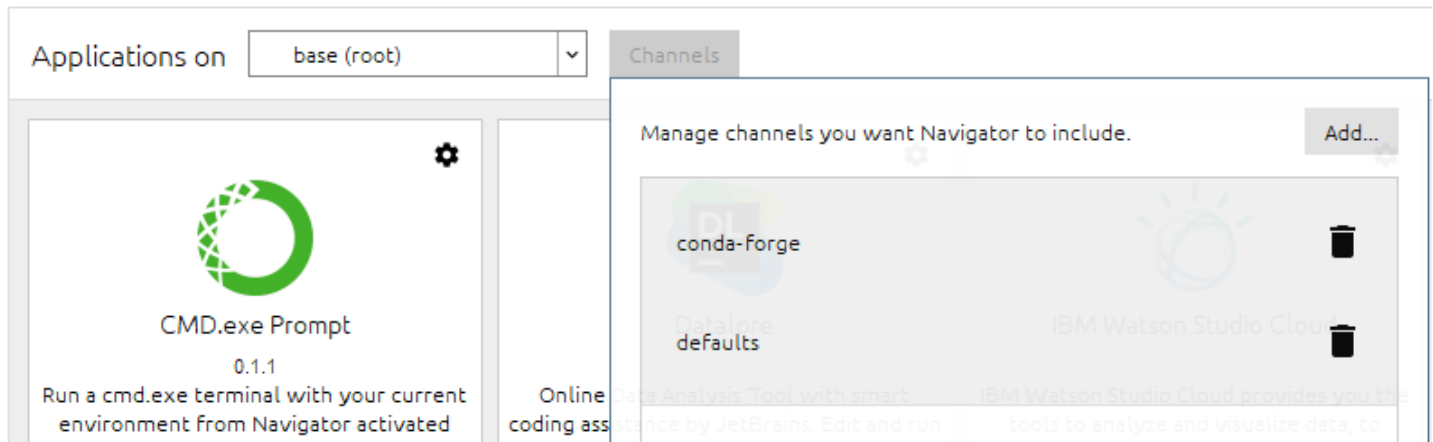 Applications on
base (root)
Channels
Manage channels you want Navigator to include.
Add...
conda-forge
defaults
CMD.exe Prompt
0.1.1
Run a cmd.exe terminal with your current
environment from Navigator activated
DL
Datalore
Online Data Analysis Tool with smart
coding assistance by JetBrains. Edit and run
IBM Watson Studio Cloud
IBM Watson Studio Cloud provides you the
tools to analyze and visualize data, to